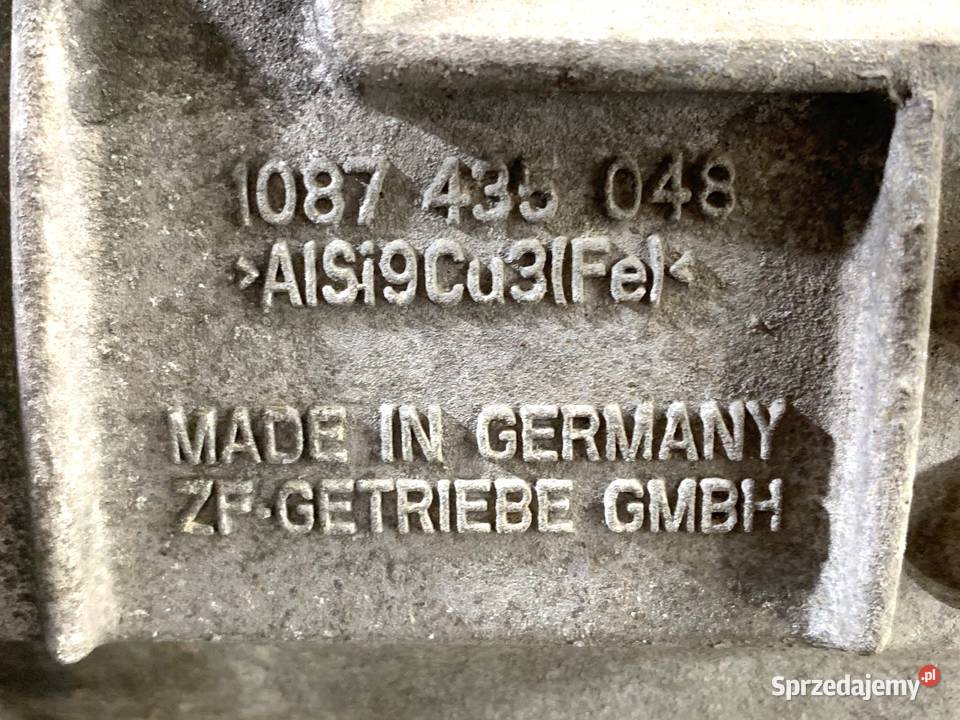 1087 435 048
>AlSi9Cu3(Fe)<
MADE IN GERMANY
ZF-GETRIEBE GMBH
Sprzedajemy.pl